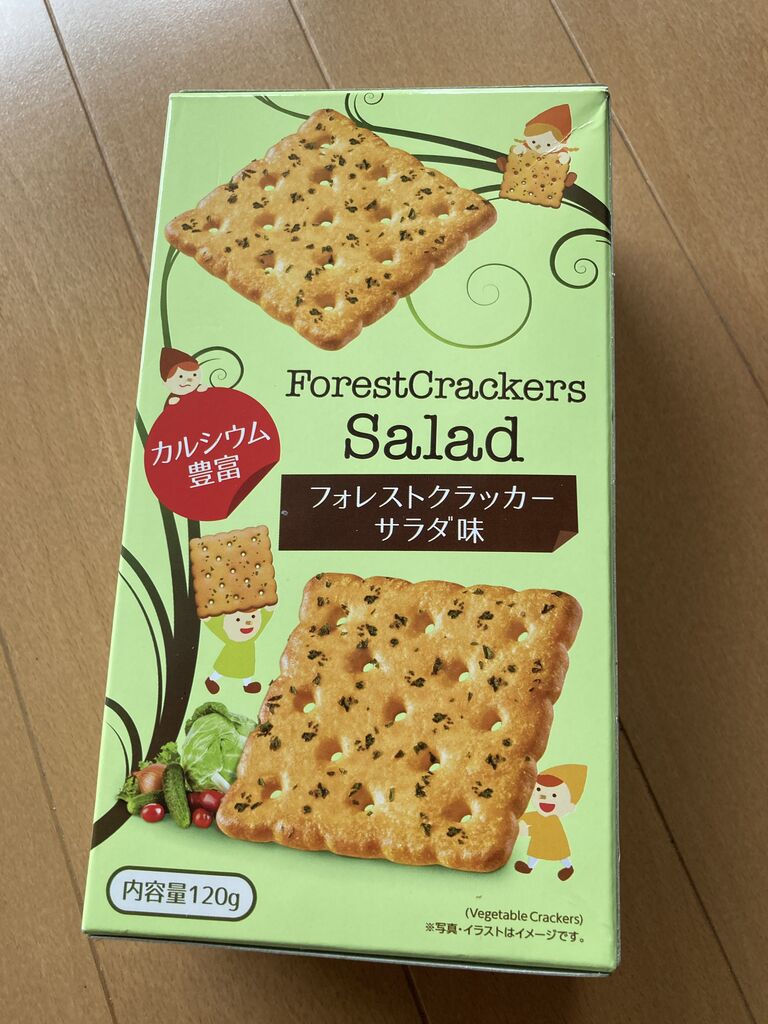 ForestCrackers
Salad
カルシウム
豊富
フォレストクラッカー
サラダ味
内容量120g
(Vegetable Crackers)
※写真・イラストはイメージです。